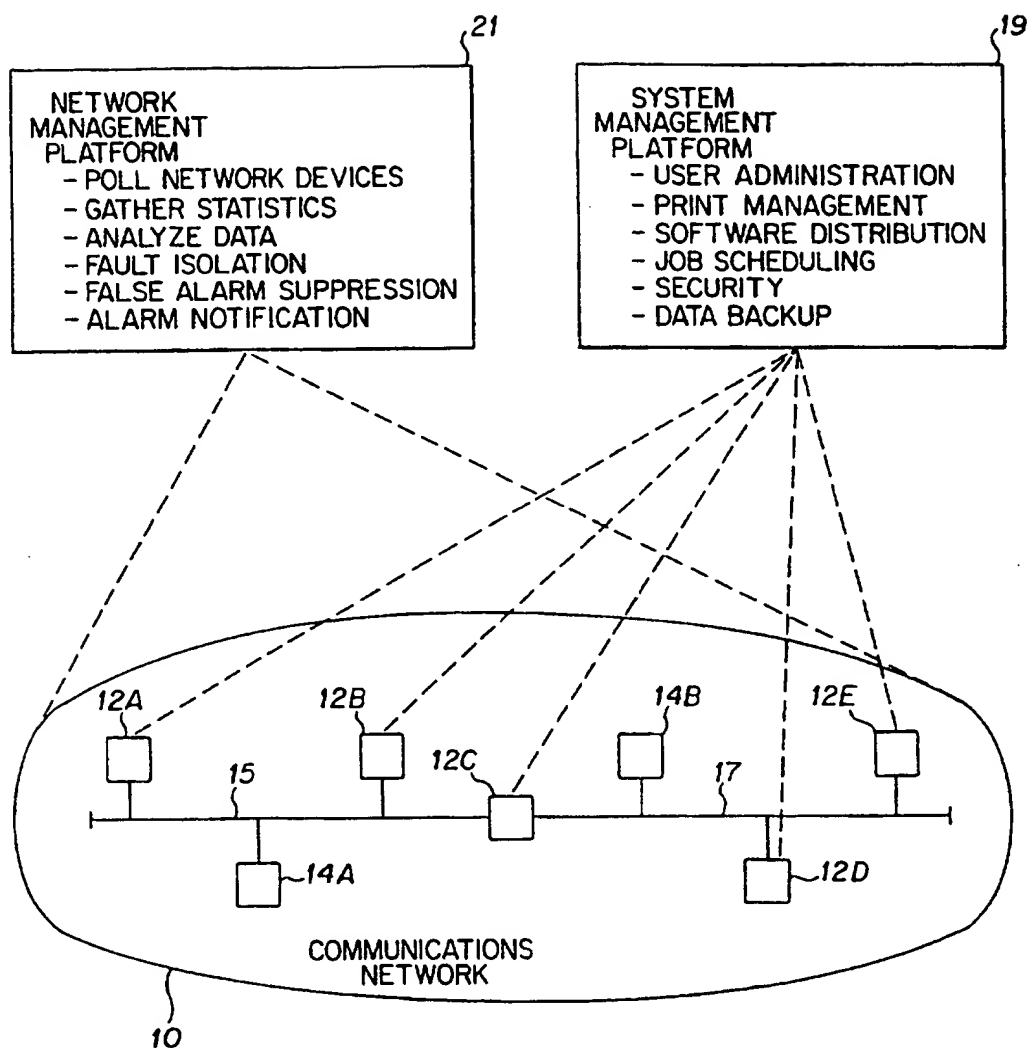 21
19
NETWORK
MANAGEMENT
PLATFORM
- POLL NETWORK DEVICES
- GATHER STATISTICS
- ANALYZE DATA
- FAULT ISOLATION
- FALSE ALARM SUPPRESSION
- ALARM NOTIFICATION
SYSTEM
MANAGEMENT
PLATFORM
- USER ADMINISTRATION
- PRINT MANAGEMENT
- SOFTWARE DISTRIBUTION
- JOB SCHEDULING
- SECURITY
- DATA BACKUP
12A
12B
14B
12E
12C
15
17
14A
12D
COMMUNICATIONS
NETWORK
10